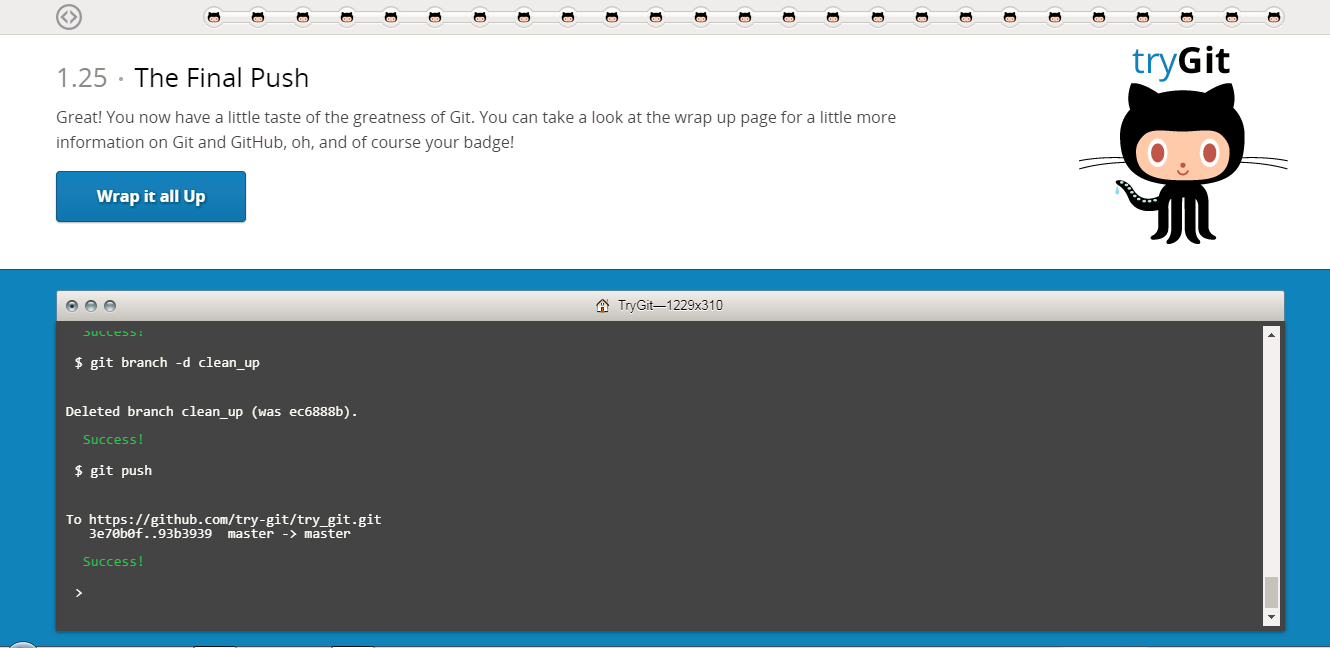 tryGit
1.25 · The Final Push
Great! You now have a little taste of the greatness of Git. You can take a look at the wrap up page for a little more
information on Git and GitHub, oh, and of course your badge!
Wrap it all Up
TryGit—1229x310
Success!
$ git branch -d clean_up
Deleted branch clean_up (was ec6888b).
Success!
$ git push
To https://github.com/try-git/try_git.git
3e70b0f..93b3939 master -> master
Success!
>